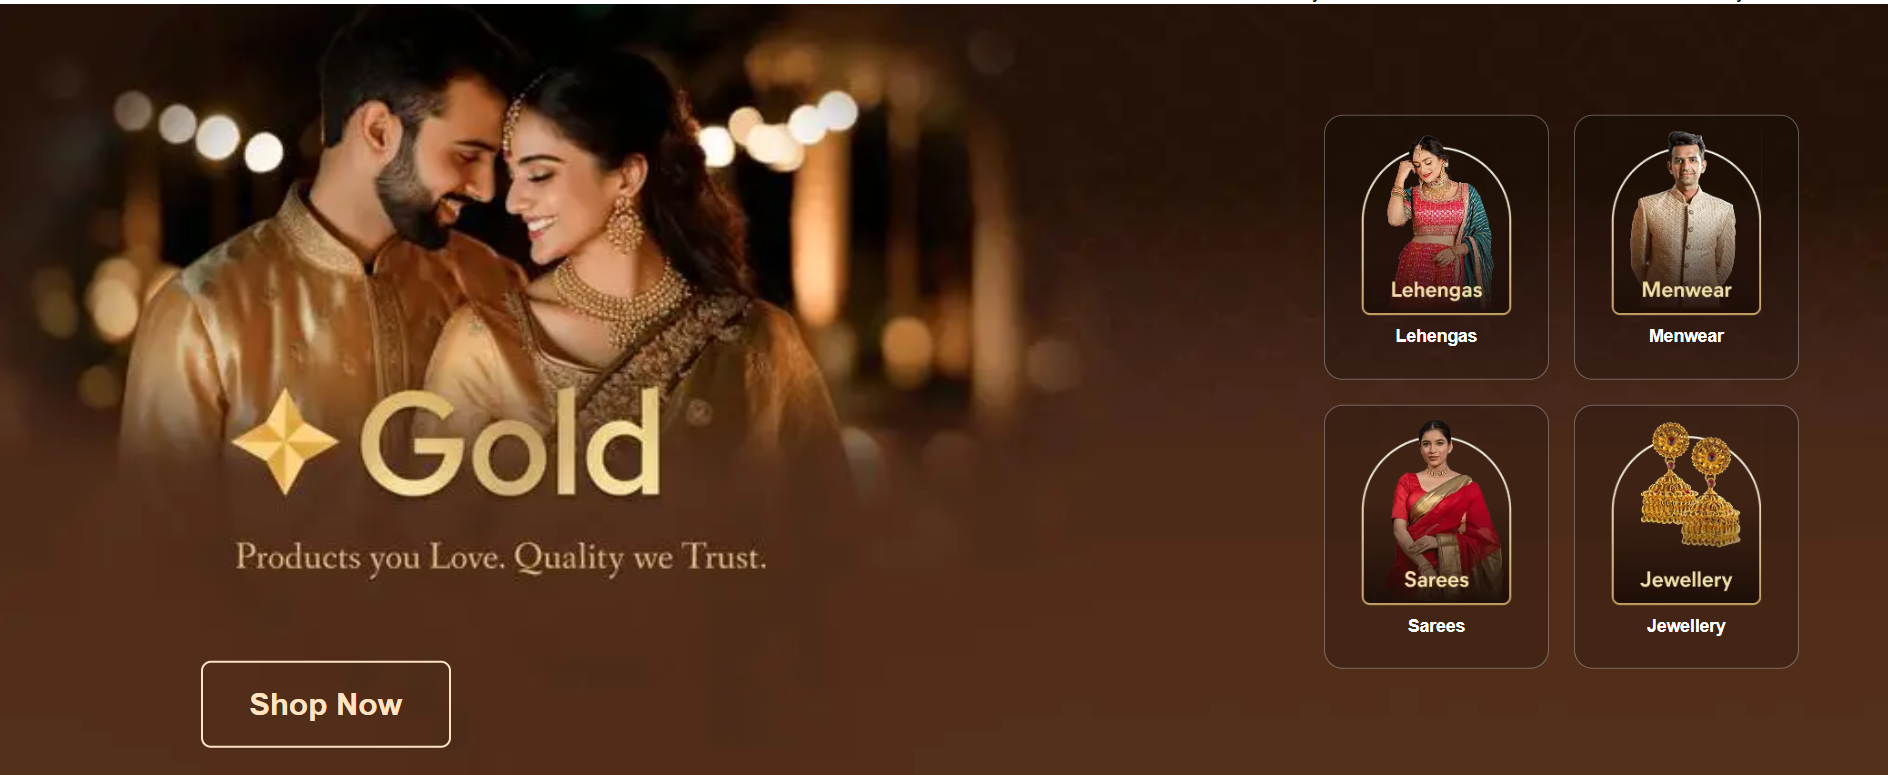 Gold
Products you Love. Quality we Trust.
Shop Now
Lehengas
Lehengas
Menwear
Menwear
Sarees
Sarees
Jewellery
Jewellery